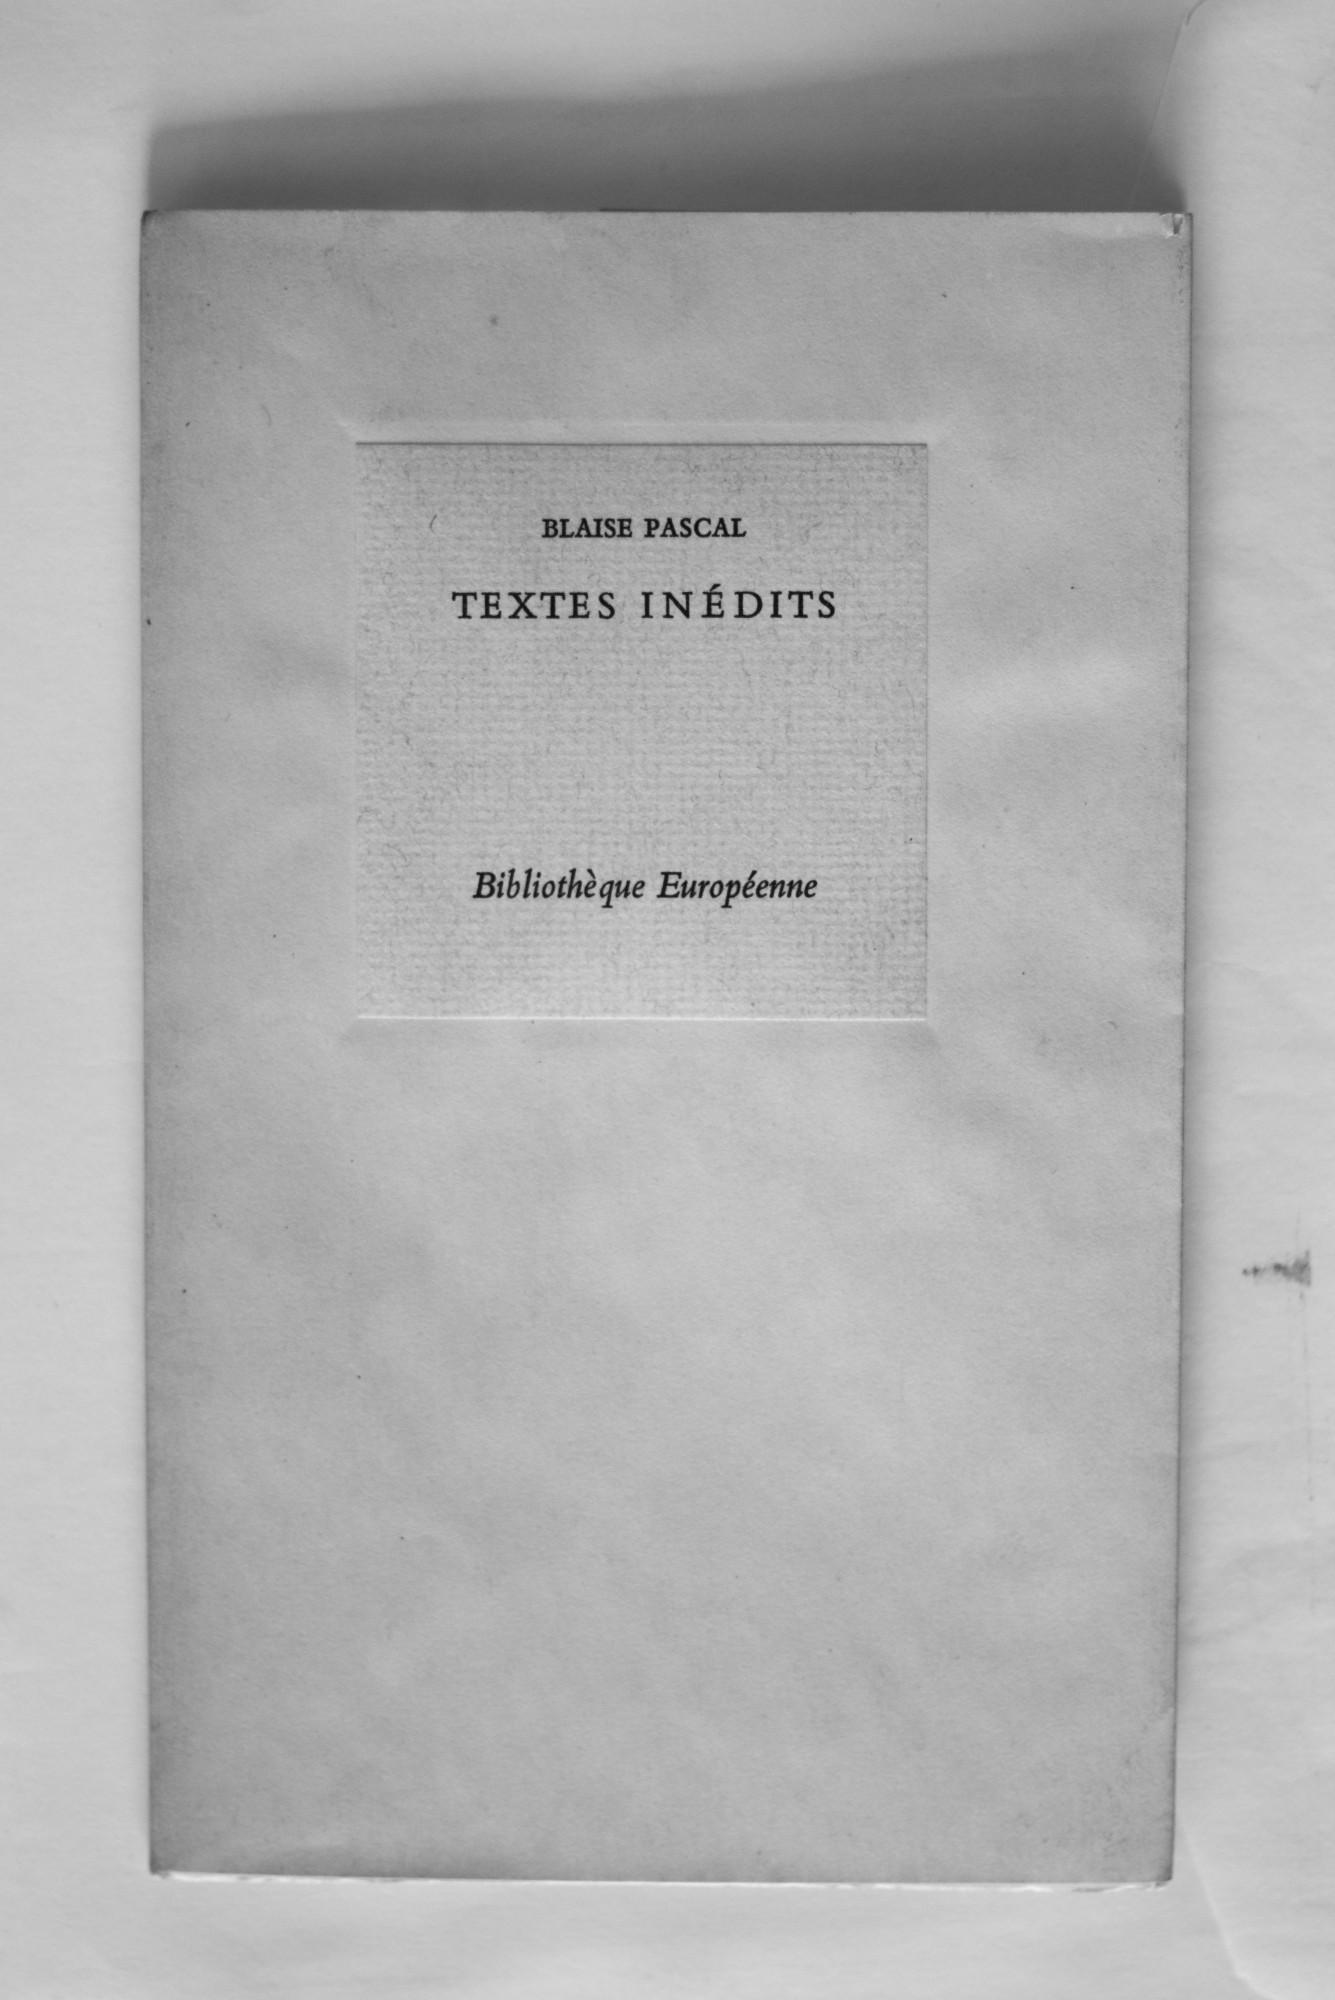 BLAISE PASCAL
TEXTES INÉDITS
Bibliothèque Européenne